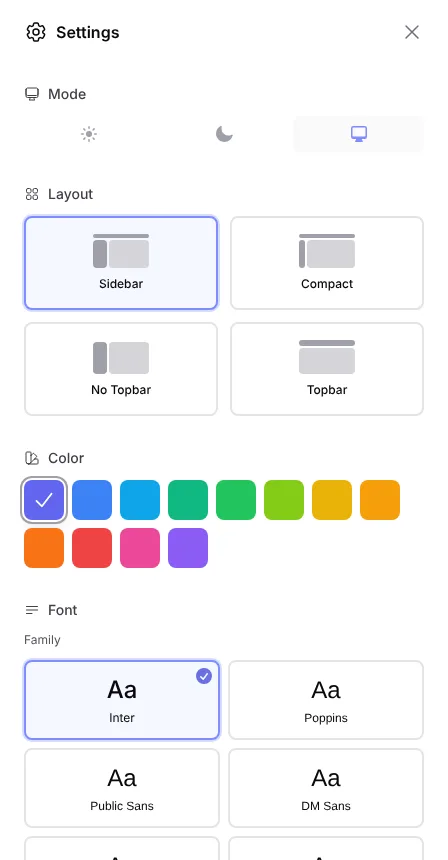 Settings
Mode
Layout
Sidebar
Compact
No Topbar
Topbar
Color
Font
Family
Aa
Inter
Aa
Poppins
Aa
Public Sans
Aa
DM Sans